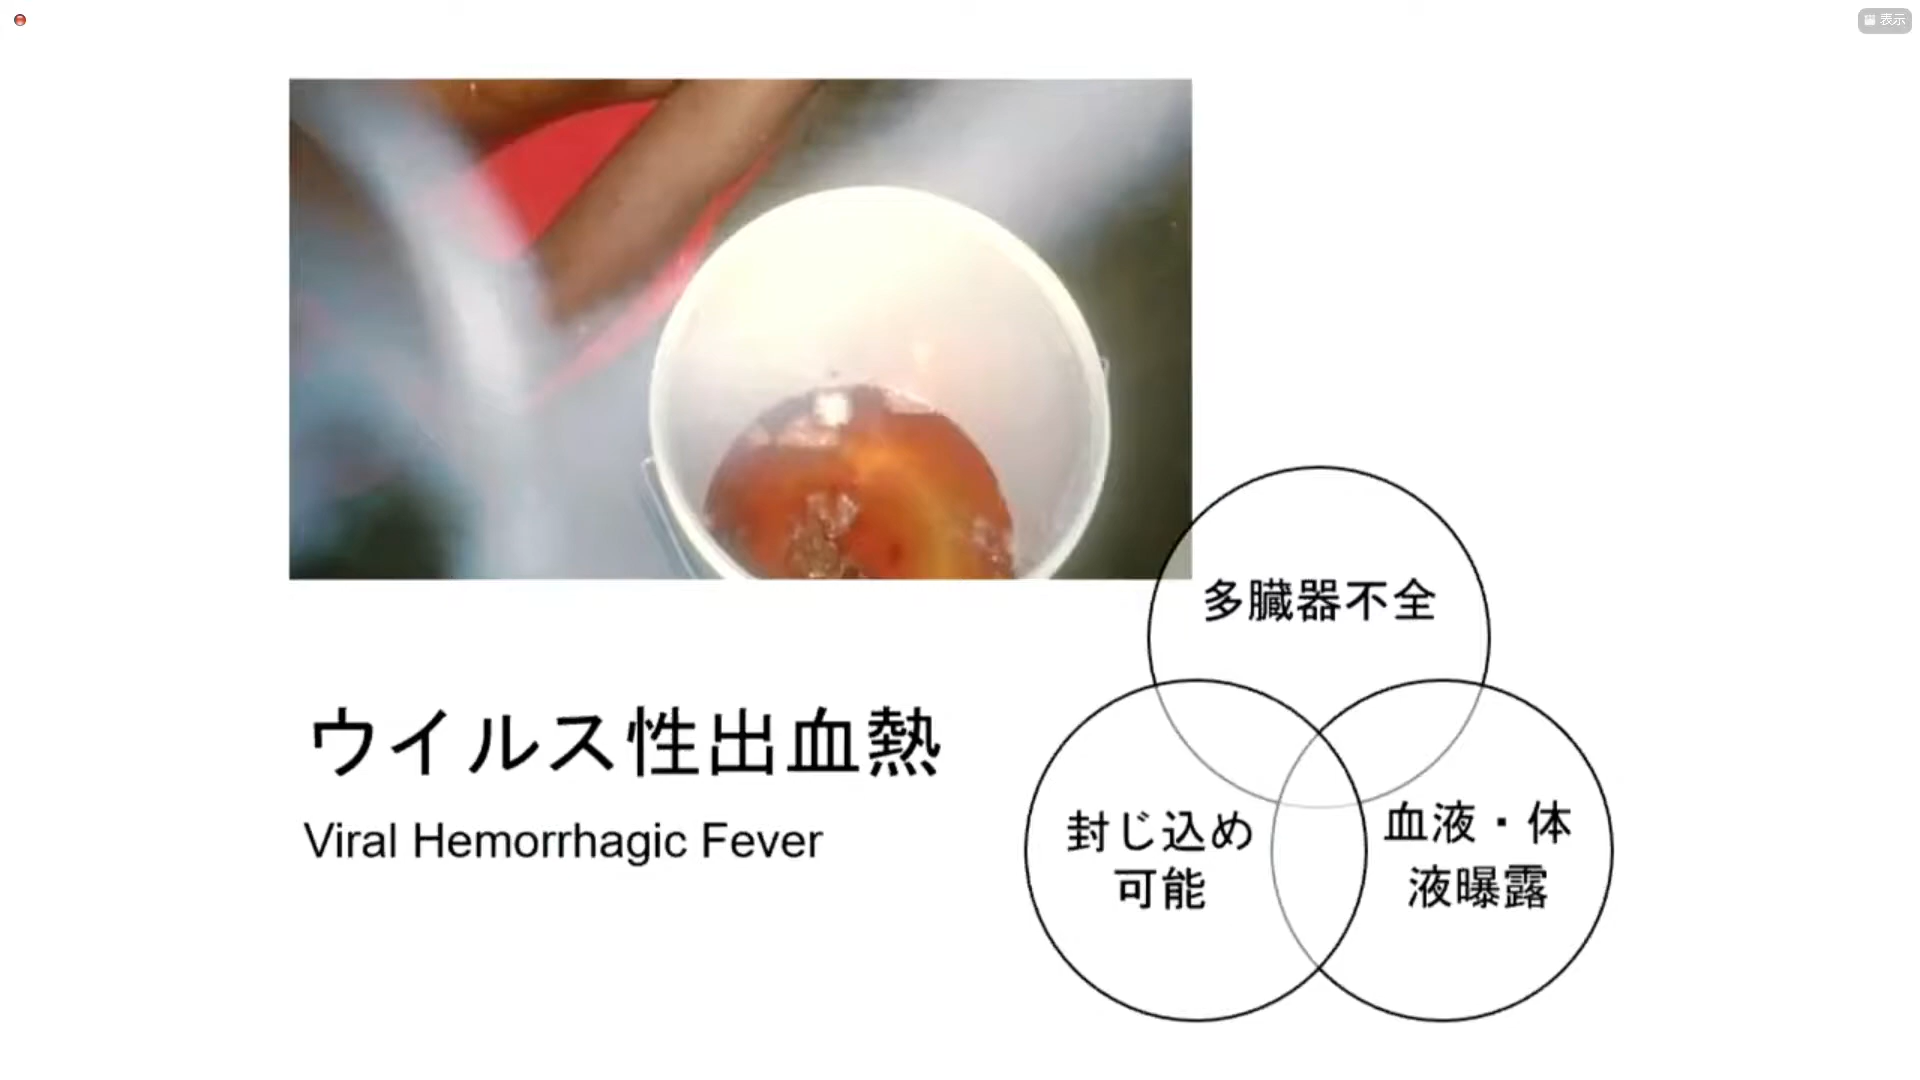 表示
ウイルス性出血熱
Viral Hemorrhagic Fever
多臓器不全
封じ込め
可能
血液・体
液曝露